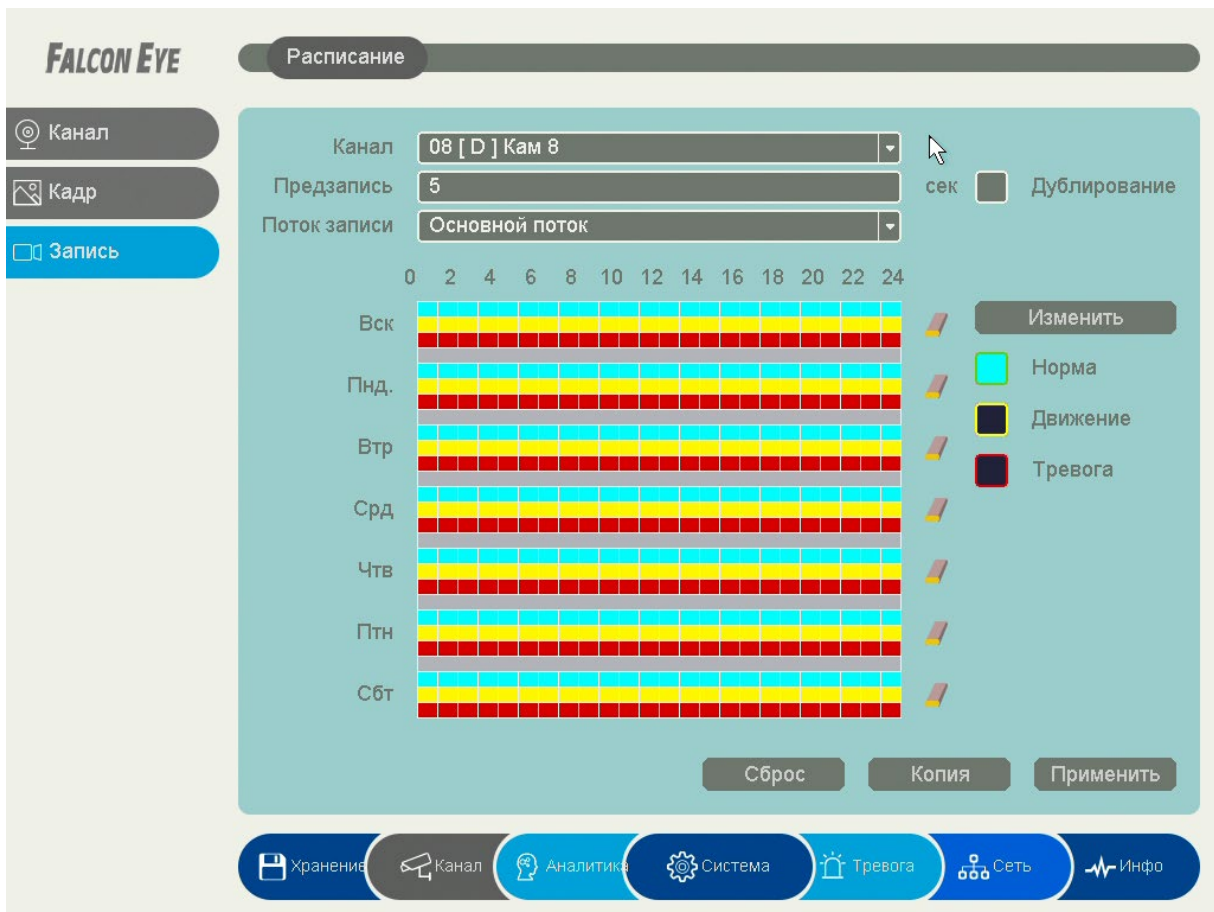 FALCON EYE
Расписание
Канал
Кадр
Запись
Канал 08 [ D ] Кам 8
Предзапись 5 сек Дублирование
Поток записи Основной поток
0 2 4 6 8 10 12 14 16 18 20 22 24
Вск
Пнд.
Втр
Срд
Чтв
Птн
Сбт
Изменить
Норма
Движение
Тревога
Сброс Копия Применить
Хранение Канал Аналитика Система Тревога Сеть Инфо